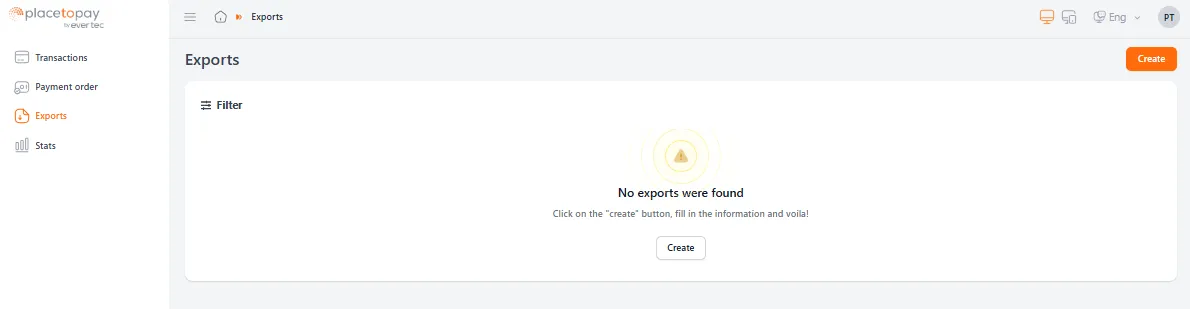 placetopay
by evertec
Exports
Eng
PT
Transactions
Payment order
Exports
Stats
Exports
Create
Filter
No exports were found
Click on the "create" button, fill in the information and voila!
Create